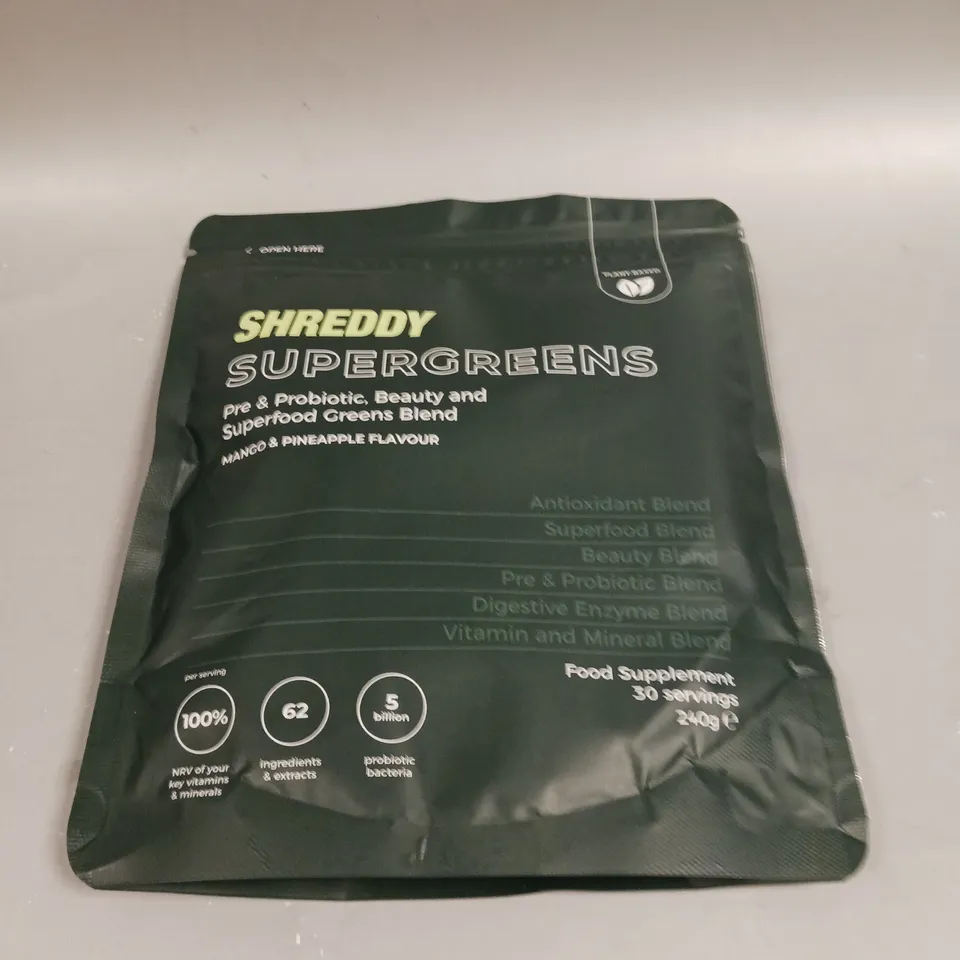 < OPEN HERE
PLANT BASED
SHREDDY
SUPERGREENS
Pre & Probiotic, Beauty and
Superfood Greens Blend
MANGO & PINEAPPLE FLAVOUR
Antioxidant Blend
Superfood Blend
Beauty Blend
Pre & Probiotic Blend
Digestive Enzyme Blend
Vitamin and Mineral Blend
Food Supplement
30 servings
240g ℮
per serving
100%
NRV of your
key vitamins
& minerals
62
ingredients
& extracts
5
billion
probiotic
bacteria